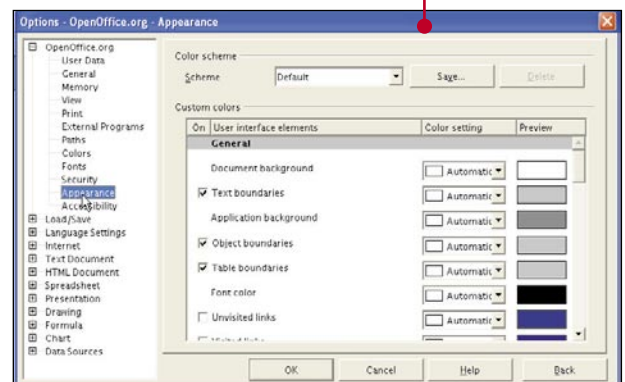 Options - OpenOffice.org - Appearance
OpenOffice.org
User Data
General
Memory
View
Print
External Programs
Paths
Colors
Fonts
Security
Appearance
Accessibility
Load/Save
Language Settings
Internet
Text Document
HTML Document
Spreadsheet
Presentation
Drawing
Formula
Chart
Data Sources
Color scheme
Scheme Default Save... Delete
Custom colors
On User interface elements Color setting Preview
General
Document background Automatic
Text boundaries Automatic
Application background Automatic
Object boundaries Automatic
Table boundaries Automatic
Font color Automatic
Unvisited links Automatic
OK Cancel Help Back